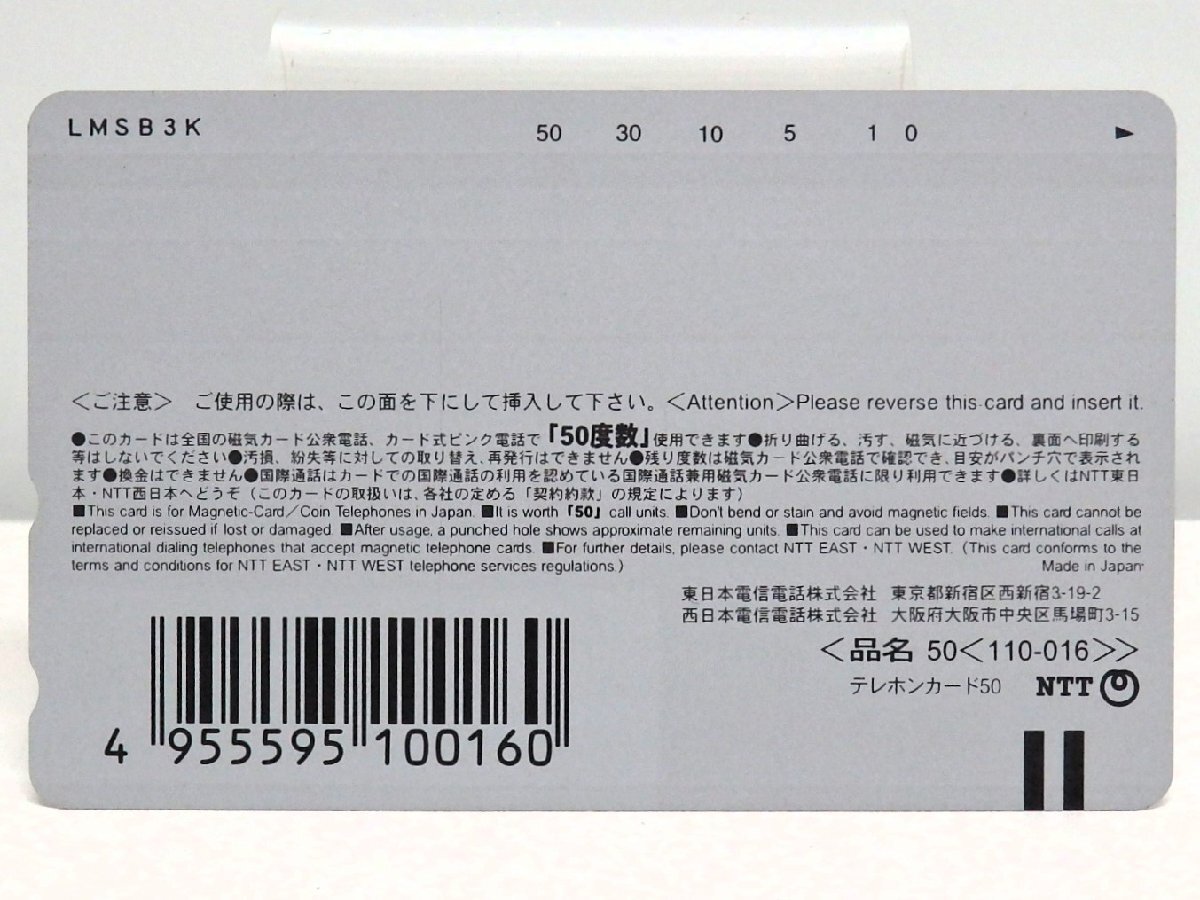 LMSB3K
50 30 10 5 1 0 ►
＜ご注意＞ ご使用の際は、この面を下にして挿入して下さい。＜Attention＞Please reverse this card and insert it.
●このカードは全国の磁気カード公衆電話、カード式ピンク電話で「50度数」使用できます●折り曲げる、汚す、磁気に近づける、裏面へ印刷する
等はしないでください●汚損、紛失等に対しての取り替え、再発行はできません●残り度数は磁気カード公衆電話で確認でき、目安がパンチ穴で表示され
ます●換金はできません●国際通話はカードでの国際通話の利用を認めている国際通話兼用磁気カード公衆電話に限り利用できます●詳しくはNTT東日
本・NTT西日本へどうぞ（このカードの取扱いは、各社の定める「契約約款」の規定によります）
■This card is for Magnetic-Card／Coin Telephones in Japan. ■It is worth「50」call units. ■Don't bend or stain and avoid magnetic fields. ■This card cannot be
replaced or reissued if lost or damaged. ■After usage, a punched hole shows approximate remaining units. ■This card can be used to make international calls at
international dialing telephones that accept magnetic telephone cards. ■For further details, please contact NTT EAST・NTT WEST. (This card conforms to the
terms and conditions for NTT EAST・NTT WEST telephone services regulations.) Made in Japan
東日本電信電話株式会社 東京都新宿区西新宿3-19-2
西日本電信電話株式会社 大阪府大阪市中央区馬場町3-15
＜品名 50＜110-016＞＞
テレホンカード50 NTT
4 955595 100160